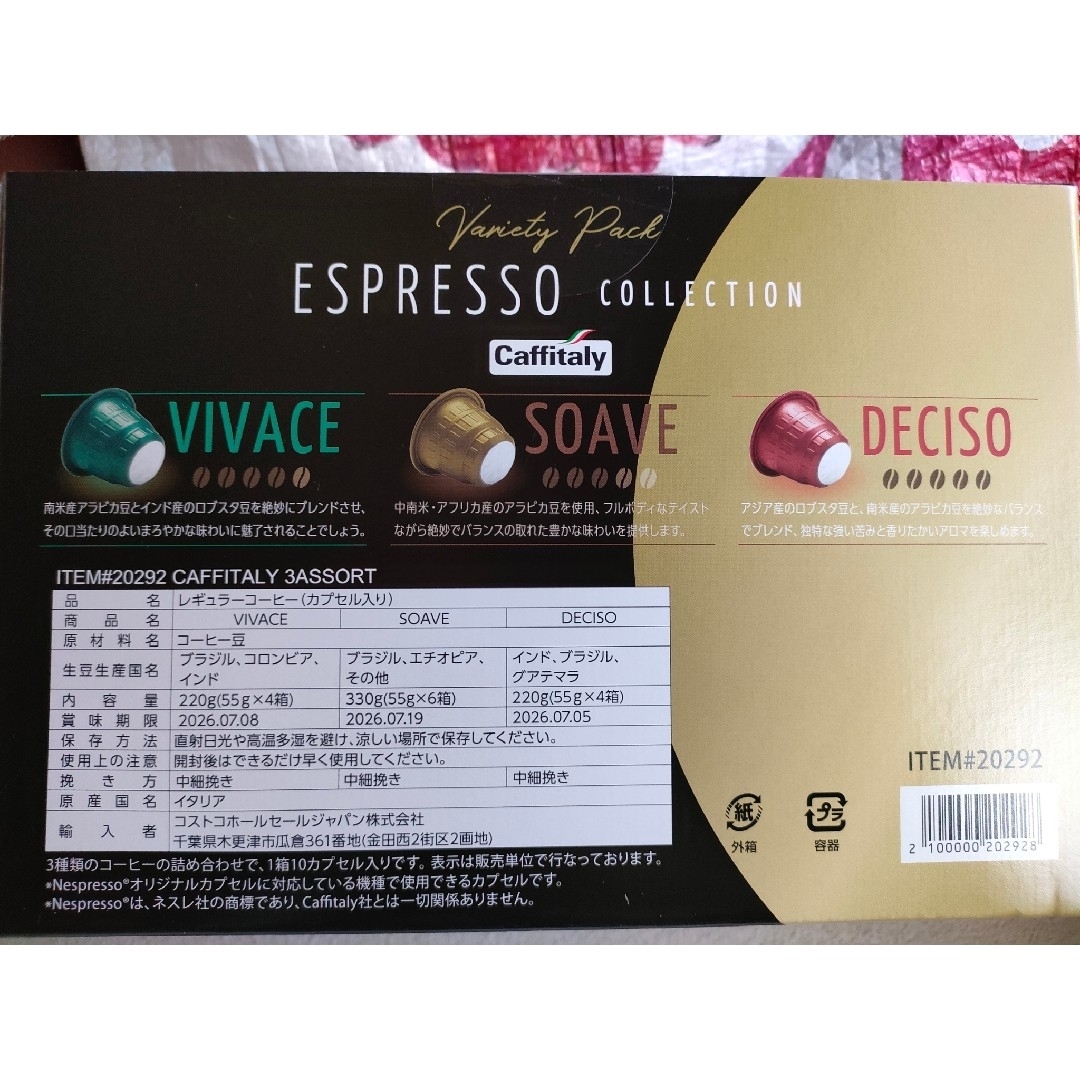 Variety Pack
ESPRESSO COLLECTION
Caffitaly
VIVACE
南米産アラビカ豆とインド産のロブスタ豆を絶妙にブレンドさせ、
その口当たりのよいまろやかな味わいに魅了されることでしょう。
SOAVE
中南米・アフリカ産のアラビカ豆を使用、フルボディなテイスト
ながら絶妙でバランスの取れた豊かな味わいを提供します。
DECISO
アジア産のロブスタ豆と、南米産のアラビカ豆を絶妙なバランス
でブレンド、独特な強い苦みと香りたかいアロマを楽しめます。
ITEM#20292 CAFFITALY 3ASSORT
品名 レギュラーコーヒー(カプセル入り)
商品名 VIVACE SOAVE DECISO
原材料名 コーヒー豆
生豆生産国名 ブラジル、コロンビア、インド ブラジル、エチオピア、その他 インド、ブラジル、グアテマラ
内容量 220g(55g×4箱) 330g(55g×6箱) 220g(55g×4箱)
賞味期限 2026.07.08 2026.07.19 2026.07.05
保存方法 直射日光や高温多湿を避け、涼しい場所で保存してください。
使用上の注意 開封後はできるだけ早く使用してください。
挽き方 中細挽き 中細挽き 中細挽き
原産国名 イタリア
輸入者 コストコホールセールジャパン株式会社
千葉県木更津市瓜倉361番地(金田西2街区2画地)
3種類のコーヒーの詰め合わせで、1箱10カプセル入りです。表示は販売単位で行なっております。
*Nespresso®オリジナルカプセルに対応している機種で使用できるカプセルです。
*Nespresso®は、ネスレ社の商標であり、Caffitaly社とは一切関係ありません。
紙
外箱
プラ
容器
ITEM#20292
2 100000 202928